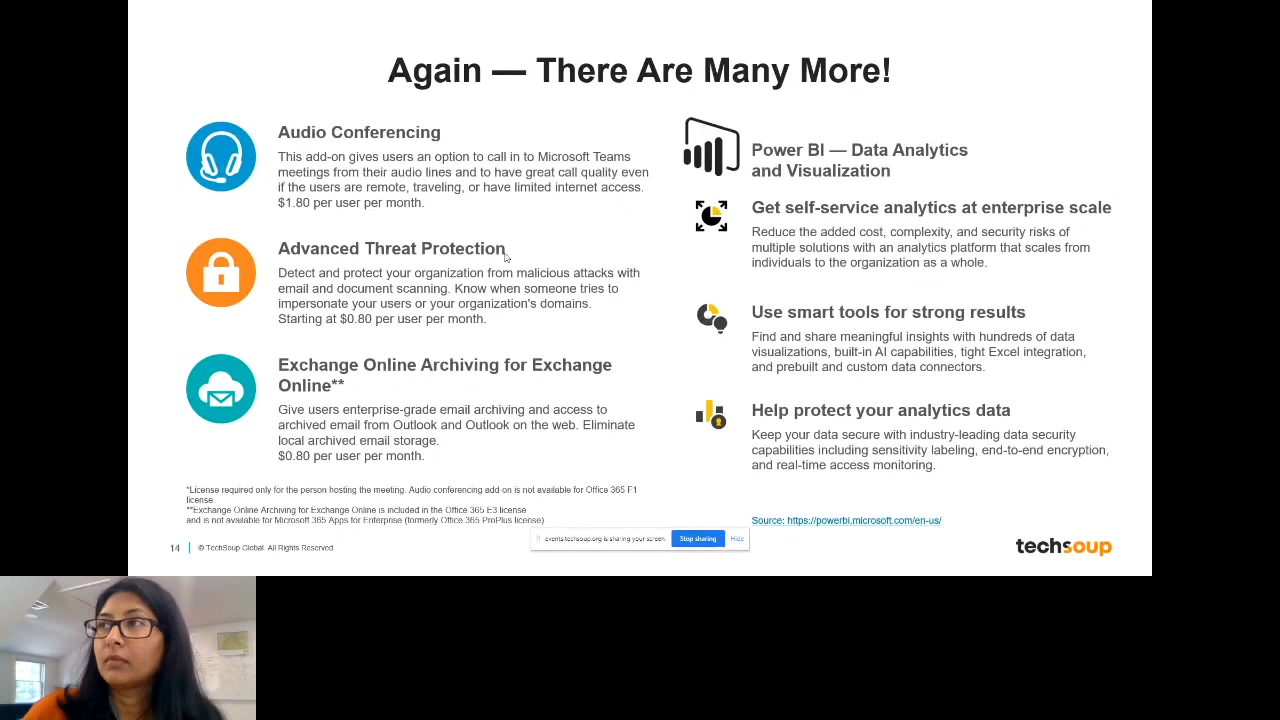 Again — There Are Many More!
Audio Conferencing
This add-on gives users an option to call in to Microsoft Teams
meetings from their audio lines and to have great call quality even
if the users are remote, traveling, or have limited internet access.
$1.80 per user per month.
Advanced Threat Protection
Detect and protect your organization from malicious attacks with
email and document scanning. Know when someone tries to
impersonate your users or your organization's domains.
Starting at $0.80 per user per month.
Exchange Online Archiving for Exchange
Online**
Give users enterprise-grade email archiving and access to
archived email from Outlook and Outlook on the web. Eliminate
local archived email storage.
$0.80 per user per month.
*License required only for the person hosting the meeting. Audio conferencing add-on is not available for Office 365 F1
license.
**Exchange Online Archiving for Exchange Online is included in the Office 365 E3 license
and is not available for Microsoft 365 Apps for Enterprise (formerly Office 365 ProPlus license)
Power BI — Data Analytics
and Visualization
Get self-service analytics at enterprise scale
Reduce the added cost, complexity, and security risks of
multiple solutions with an analytics platform that scales from
individuals to the organization as a whole.
Use smart tools for strong results
Find and share meaningful insights with hundreds of data
visualizations, built-in AI capabilities, tight Excel integration,
and prebuilt and custom data connectors.
Help protect your analytics data
Keep your data secure with industry-leading data security
capabilities including sensitivity labeling, end-to-end encryption,
and real-time access monitoring.
Source: https://powerbi.microsoft.com/en-us/
14 © TechSoup Global. All Rights Reserved.
events.techsoup.org is sharing your screen. Stop sharing Hide
techsoup